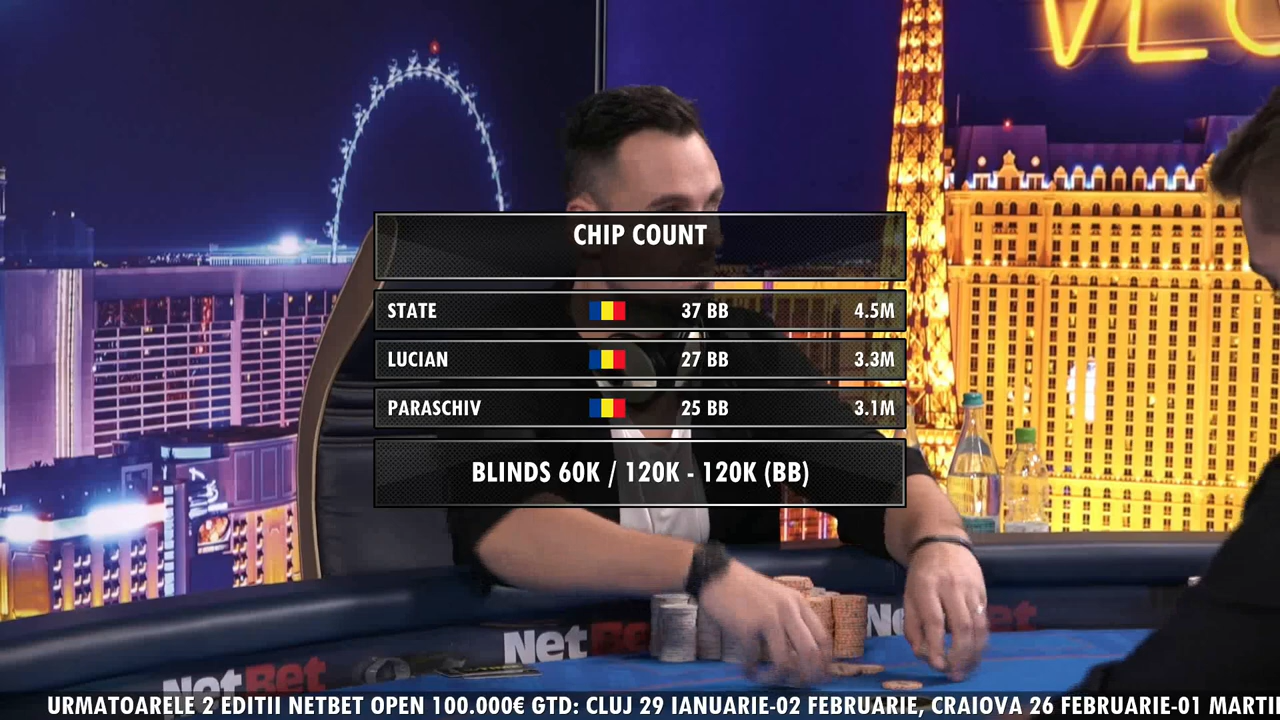 VEG
CHIP COUNT
STATE 37 BB 4.5M
LUCIAN 27 BB 3.3M
PARASCHIV 25 BB 3.1M
BLINDS 60K / 120K - 120K (BB)
NetBet
NetBet
URMATOARELE 2 EDITII NETBET OPEN 100.000€ GTD: CLUJ 29 IANUARIE-02 FEBRUARIE, CRAIOVA 26 FEBRUARIE-01 MARTI